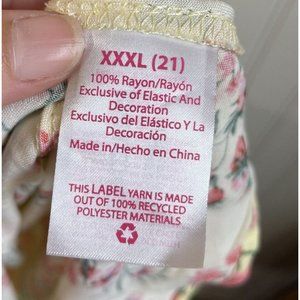 XXXL (21)
100% Rayon/Rayón
Exclusive of Elastic And
Decoration
Exclusivo del Elástico Y La
Decoración
Made in/Hecho en China
THIS LABEL YARN IS MADE
OUT OF 100% RECYCLED
POLYESTER MATERIALS.